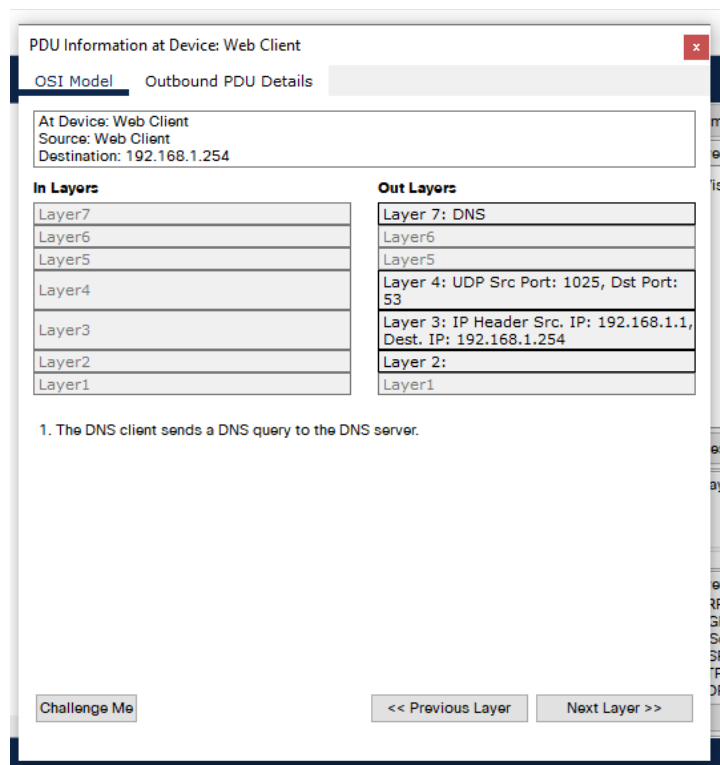 PDU Information at Device: Web Client
x
OSI Model Outbound PDU Details
At Device: Web Client
Source: Web Client
Destination: 192.168.1.254
In Layers Out Layers
Layer7 Layer 7: DNS
Layer6 Layer6
Layer5 Layer5
Layer4 Layer 4: UDP Src Port: 1025, Dst Port:
53
Layer3 Layer 3: IP Header Src. IP: 192.168.1.1,
Dest. IP: 192.168.1.254
Layer2 Layer 2:
Layer1 Layer1
1. The DNS client sends a DNS query to the DNS server.
Challenge Me << Previous Layer Next Layer >>